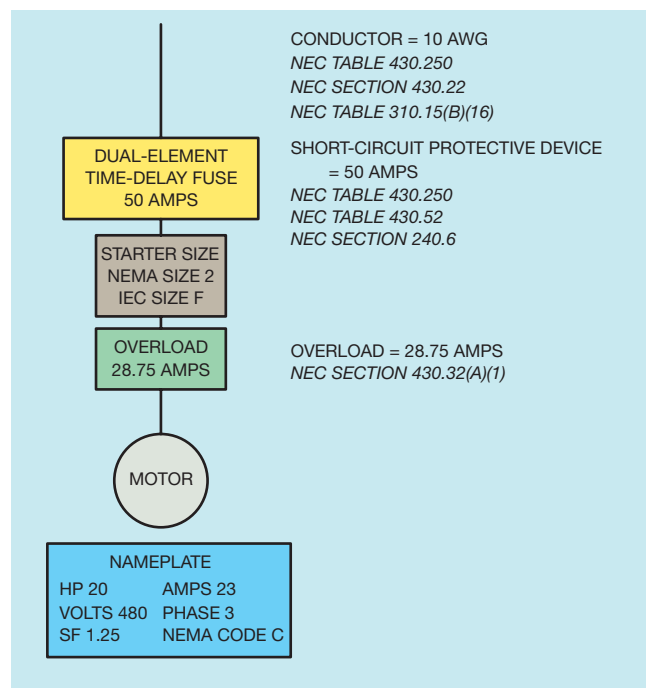 CONDUCTOR = 10 AWG
NEC TABLE 430.250
NEC SECTION 430.22
NEC TABLE 310.15(B)(16)
DUAL-ELEMENT
TIME-DELAY FUSE
50 AMPS
SHORT-CIRCUIT PROTECTIVE DEVICE
= 50 AMPS
NEC TABLE 430.250
NEC TABLE 430.52
NEC SECTION 240.6
STARTER SIZE
NEMA SIZE 2
IEC SIZE F
OVERLOAD
28.75 AMPS
OVERLOAD = 28.75 AMPS
NEC SECTION 430.32(A)(1)
MOTOR
NAMEPLATE
HP 20 AMPS 23
VOLTS 480 PHASE 3
SF 1.25 NEMA CODE C